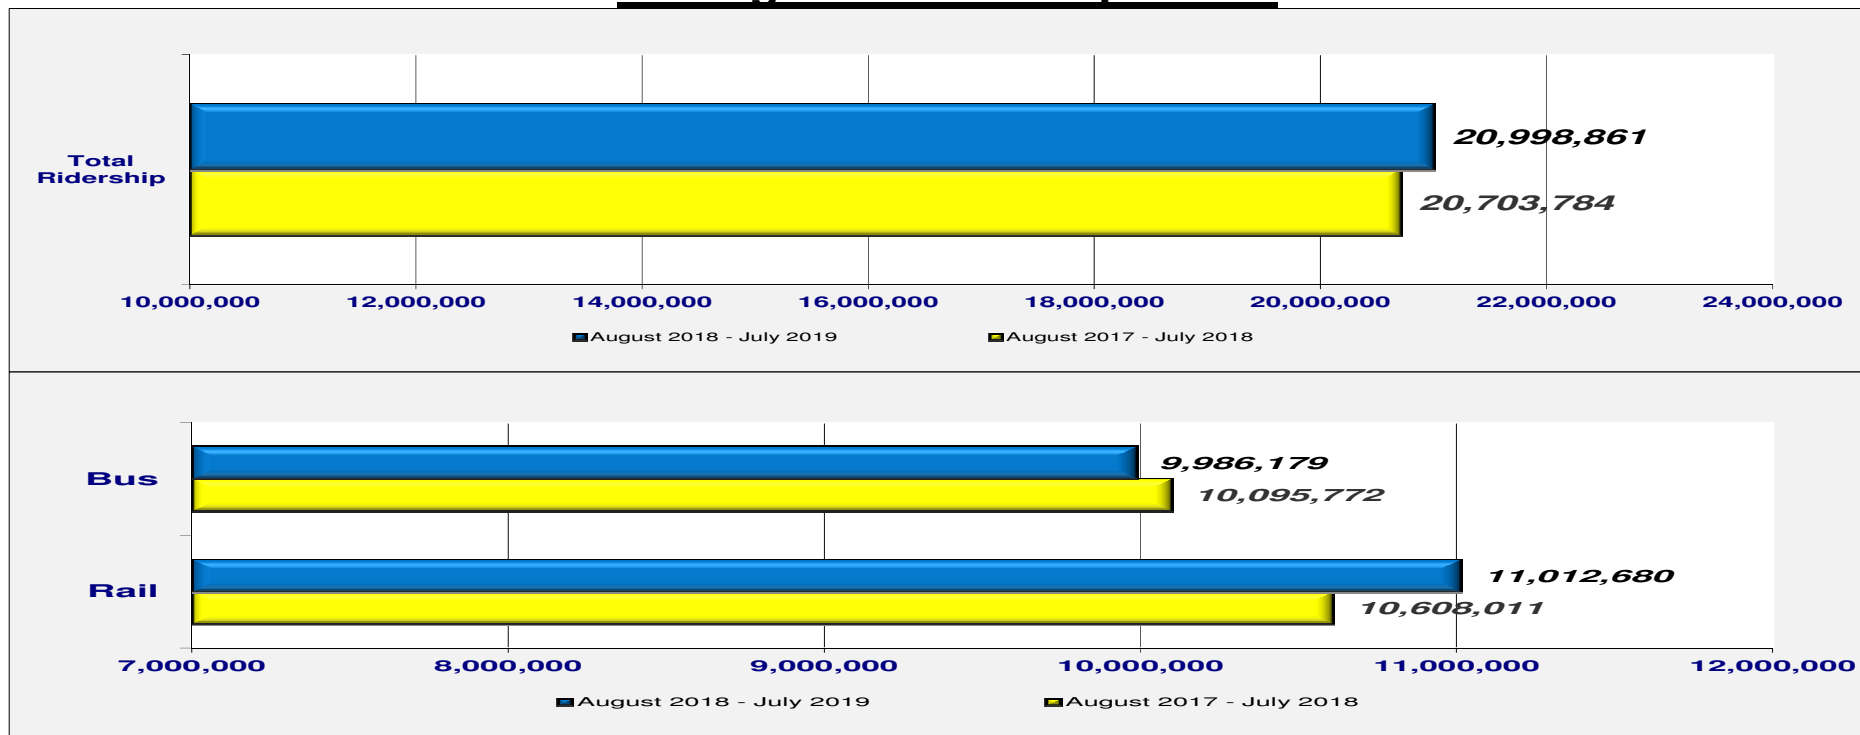 20,998,861
Total
Ridership
20,703,784
10,000,000 12,000,000 14,000,000 16,000,000 18,000,000 20,000,000 22,000,000 24,000,000
August 2018 - July 2019 August 2017 - July 2018
9,986,179
Bus
10,095,772
11,012,680
Rail
10,608,011
7,000,000 8,000,000 9,000,000 10,000,000 11,000,000 12,000,000
August 2018 - July 2019 August 2017 - July 2018